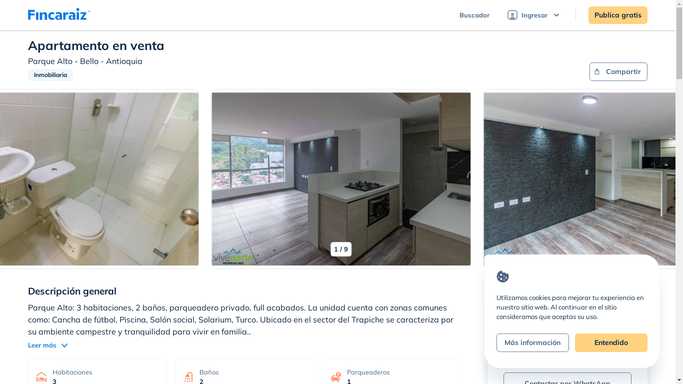 Fincaraiz
Buscador
Ingresar
Publica gratis
Apartamento en venta
Parque Alto - Bello - Antioquia
Inmobiliaria
Compartir
1 / 9
Descripción general
Parque Alto: 3 habitaciones, 2 baños, parqueadero privado, full acabados. La unidad cuenta con zonas comunes
como: Cancha de fútbol, Piscina, Salón social, Solarium, Turco. Ubicado en el sector del Trapiche se caracteriza por
su ambiente campestre y tranquilidad para vivir en familia..
Leer más
Habitaciones
3
Baños
2
Parqueaderos
1
Utilizamos cookies para mejorar tu experiencia en
nuestro sitio web. Al continuar en el sitio
consideramos que aceptas su uso.
Más información
Entendido
Contactar por WhatsApp